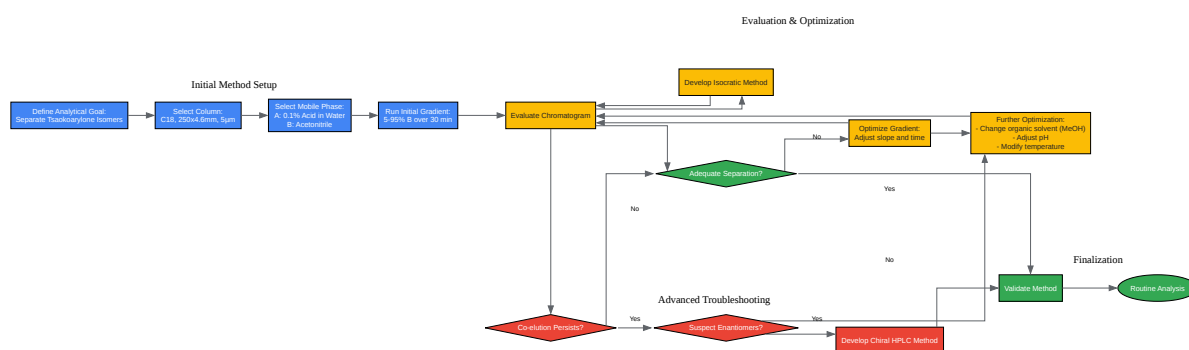 Evaluation & Optimization
Initial Method Setup
Define Analytical Goal:
Separate Tsaokoarylone Isomers
Select Column:
C18, 250x4.6mm, 5µm
Select Mobile Phase:
A: 0.1% Acid in Water
B: Acetonitrile
Run Initial Gradient:
5-95% B over 30 min
Evaluate Chromatogram
Develop Isocratic Method
No
Optimize Gradient:
Adjust slope and time
Further Optimization:
- Change organic solvent (MeOH)
- Adjust pH
- Modify temperature
Adequate Separation?
Yes
No
No
Finalization
Validate Method
Routine Analysis
Advanced Troubleshooting
Co-elution Persists?
Yes
Suspect Enantiomers?
Yes
Develop Chiral HPLC Method